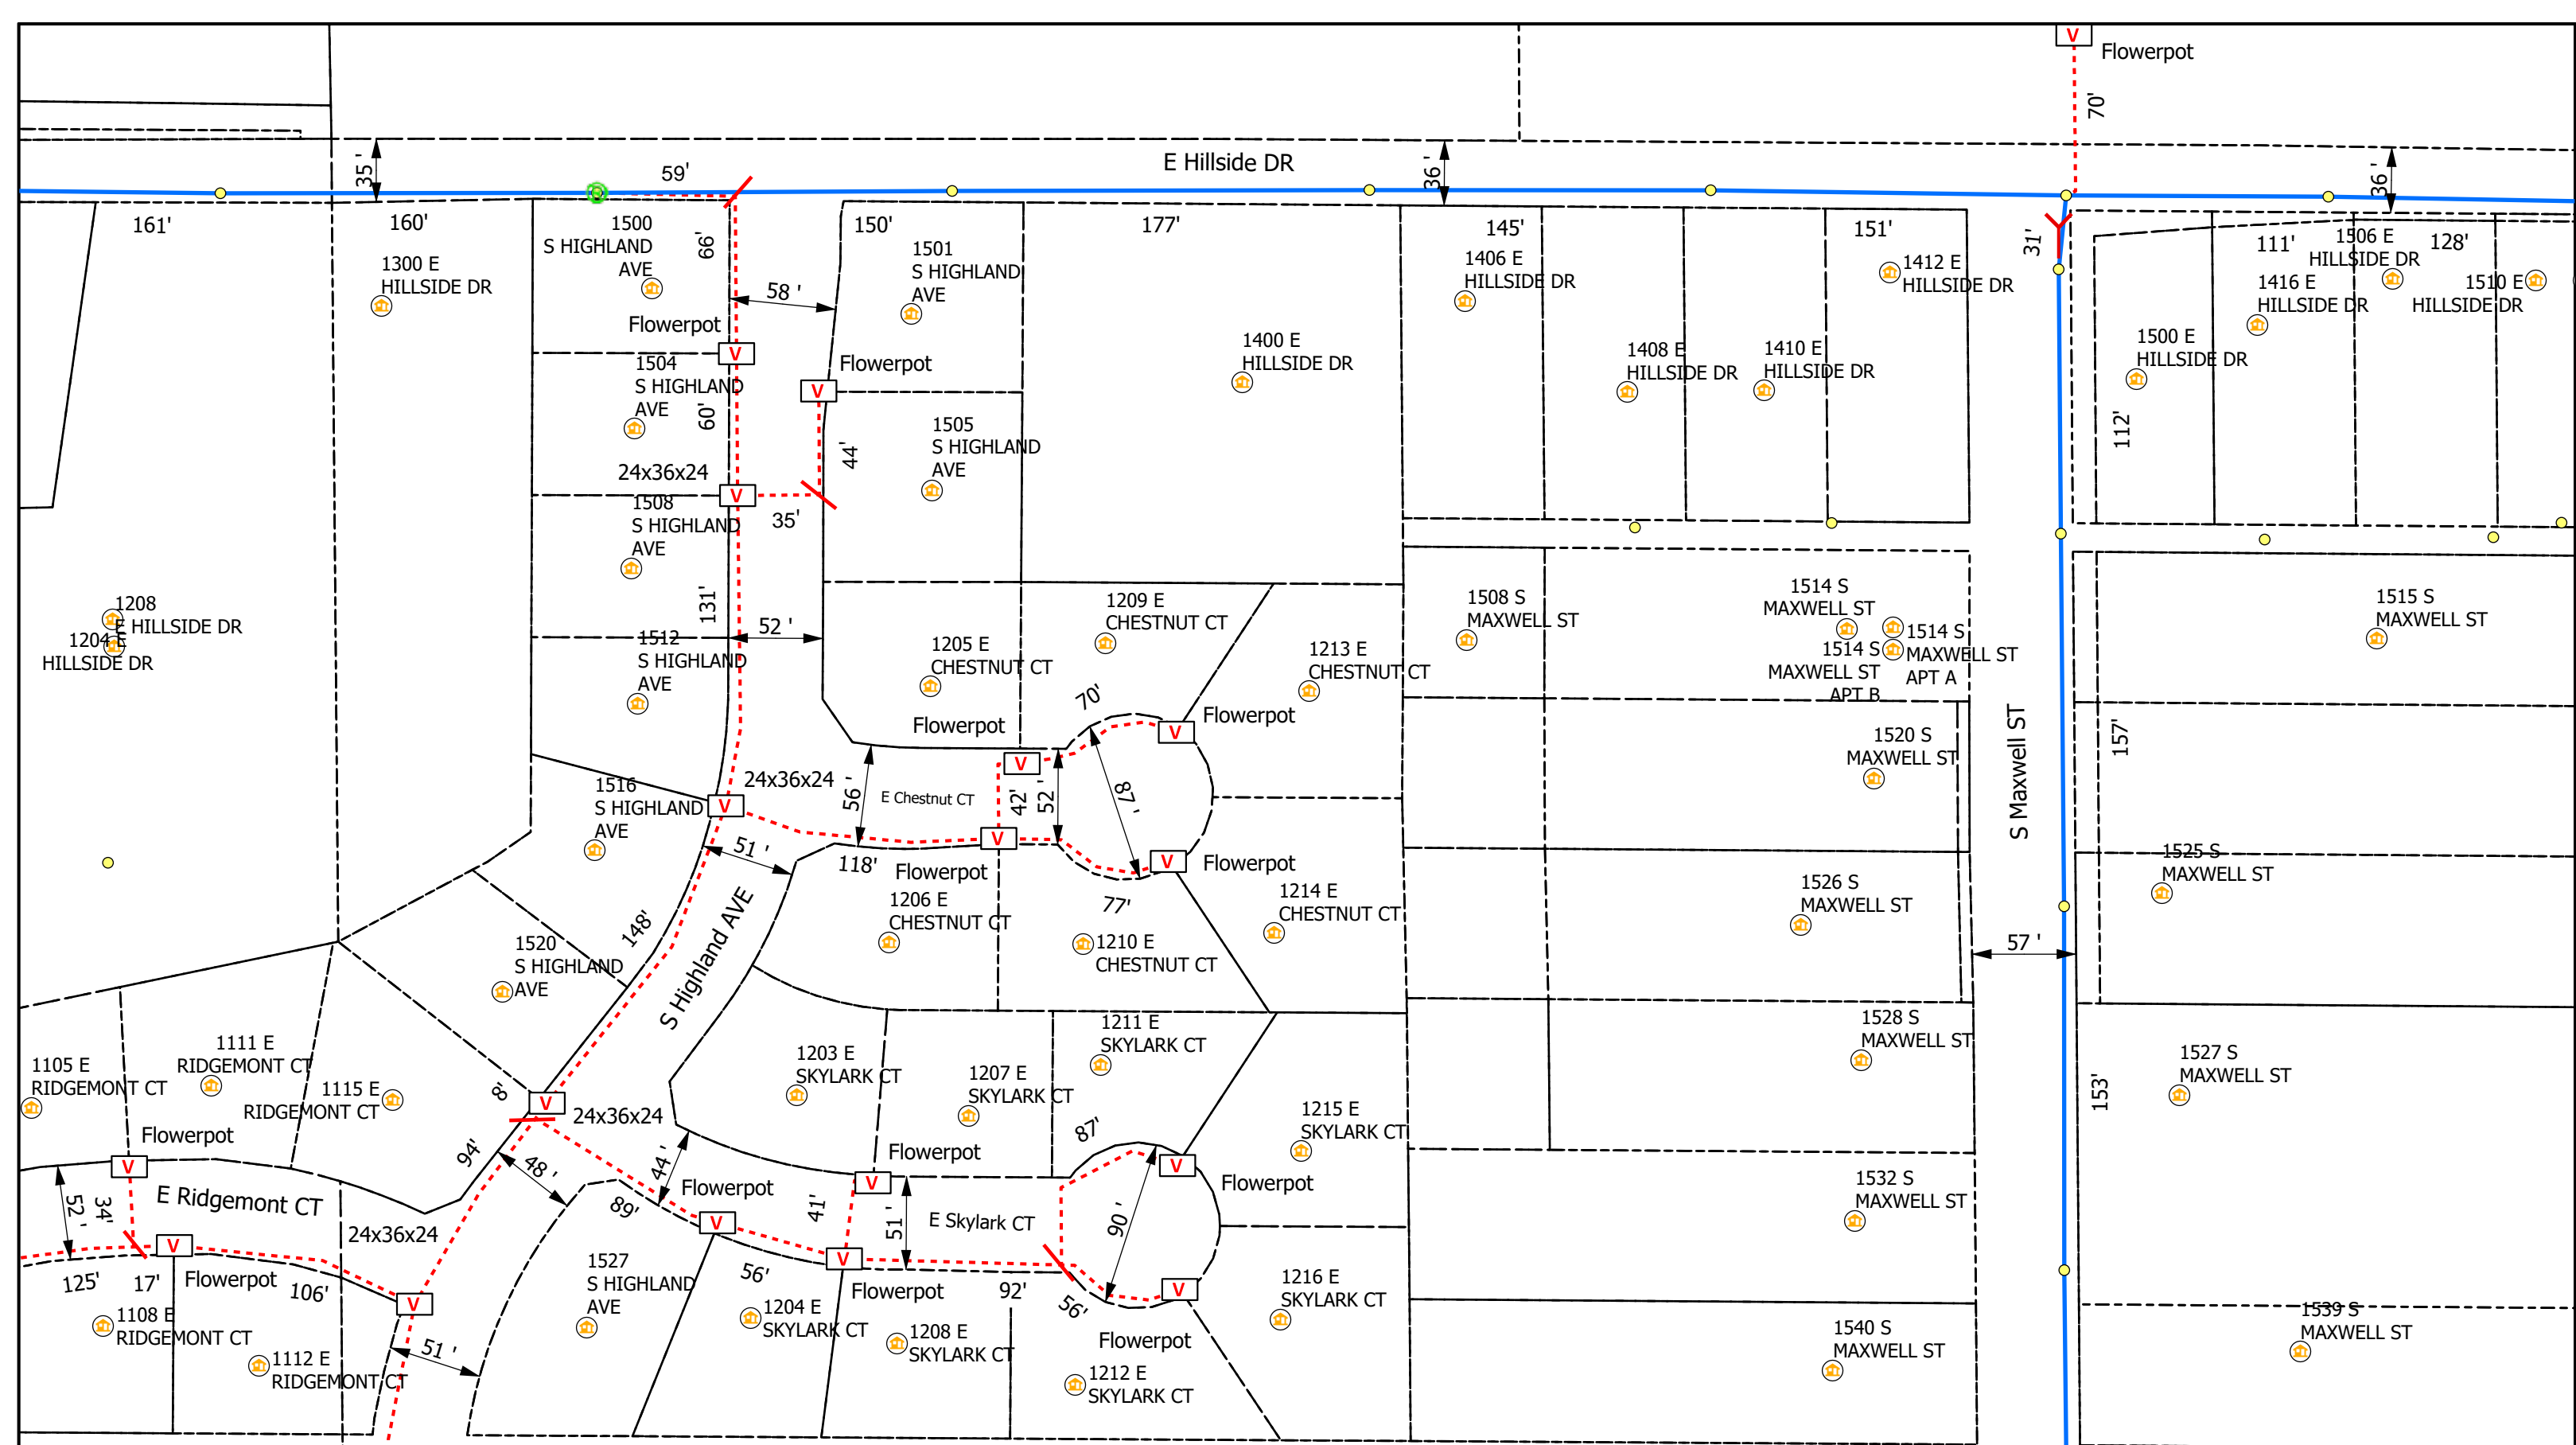 V
Flowerpot
70'
35 '
59'
E Hillside DR
36 '
36 '
161'
160'
1500
S HIGHLAND
AVE
66'
150'
1501
S HIGHLAND
AVE
177'
145'
151'
31'
111'
1506 E
HILLSIDE DR
128'
1300 E
HILLSIDE DR
58 '
1406 E
HILLSIDE DR
1412 E
HILLSIDE DR
1416 E
HILLSIDE DR
1510 E
HILLSIDE DR
Flowerpot
V
Flowerpot
V
1400 E
HILLSIDE DR
1408 E
HILLSIDE DR
1410 E
HILLSIDE DR
1500 E
HILLSIDE DR
1504
S HIGHLAND
AVE
60'
44'
1505
S HIGHLAND
AVE
112'
24x36x24
V
35'
1508
S HIGHLAND
AVE
131'
52 '
1208
E HILLSIDE DR
1204 E
HILLSIDE DR
1512
S HIGHLAND
AVE
1205 E
CHESTNUT CT
1209 E
CHESTNUT CT
1213 E
CHESTNUT CT
1508 S
MAXWELL ST
1514 S
MAXWELL ST
1514 S
MAXWELL ST
APT A
1514 S
MAXWELL ST
APT B
1515 S
MAXWELL ST
70'
Flowerpot
V
Flowerpot
V
S Maxwell ST
157'
1520 S
MAXWELL ST
1516
S HIGHLAND
AVE
V
24x36x24
56 '
E Chestnut CT
42'
52 '
87 '
51 '
118'
V
Flowerpot
V
Flowerpot
77'
1206 E
CHESTNUT CT
1210 E
CHESTNUT CT
1214 E
CHESTNUT CT
1526 S
MAXWELL ST
1525 S
MAXWELL ST
148'
S Highland AVE
57 '
1520
S HIGHLAND
AVE
1105 E
RIDGEMONT CT
1111 E
RIDGEMONT CT
1115 E
RIDGEMONT CT
8'
V
24x36x24
1203 E
SKYLARK CT
1207 E
SKYLARK CT
1211 E
SKYLARK CT
1215 E
SKYLARK CT
1528 S
MAXWELL ST
1527 S
MAXWELL ST
153'
Flowerpot
V
94'
48 '
44 '
Flowerpot
V
87'
V
Flowerpot
52 '
34'
E Ridgemont CT
24x36x24
V
89'
Flowerpot
V
41'
51 '
E Skylark CT
90 '
1532 S
MAXWELL ST
125'
17'
Flowerpot
106'
V
1527
S HIGHLAND
AVE
56'
V
Flowerpot
92'
56'
V
Flowerpot
1216 E
SKYLARK CT
1108 E
RIDGEMONT CT
1112 E
RIDGEMONT CT
51 '
1204 E
SKYLARK CT
1208 E
SKYLARK CT
1212 E
SKYLARK CT
1540 S
MAXWELL ST
1539 S
MAXWELL ST